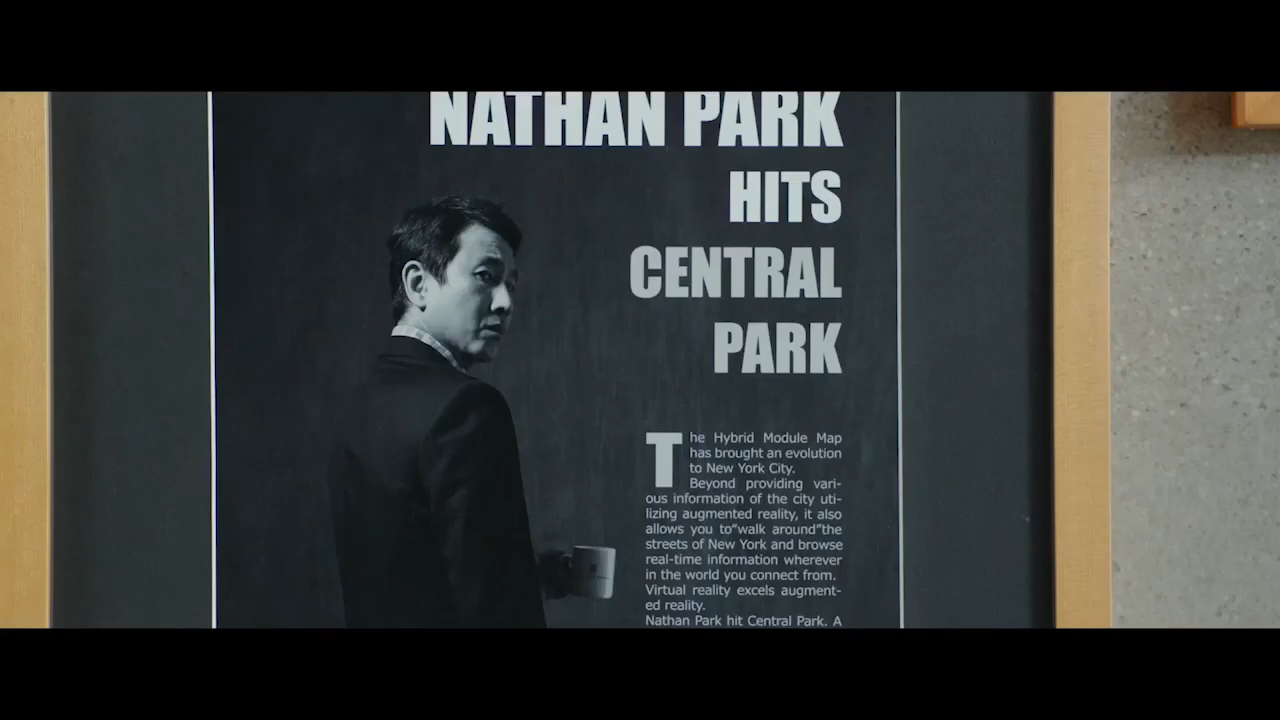 NATHAN PARK
HITS
CENTRAL
PARK
The Hybrid Module Map
has brought an evolution
to New York City.
Beyond providing vari-
ous information of the city uti-
lizing augmented reality, it also
allows you to“walk around”the
streets of New York and browse
real-time information wherever
in the world you connect from.
Virtual reality excels augment-
ed reality.
Nathan Park hit Central Park. A